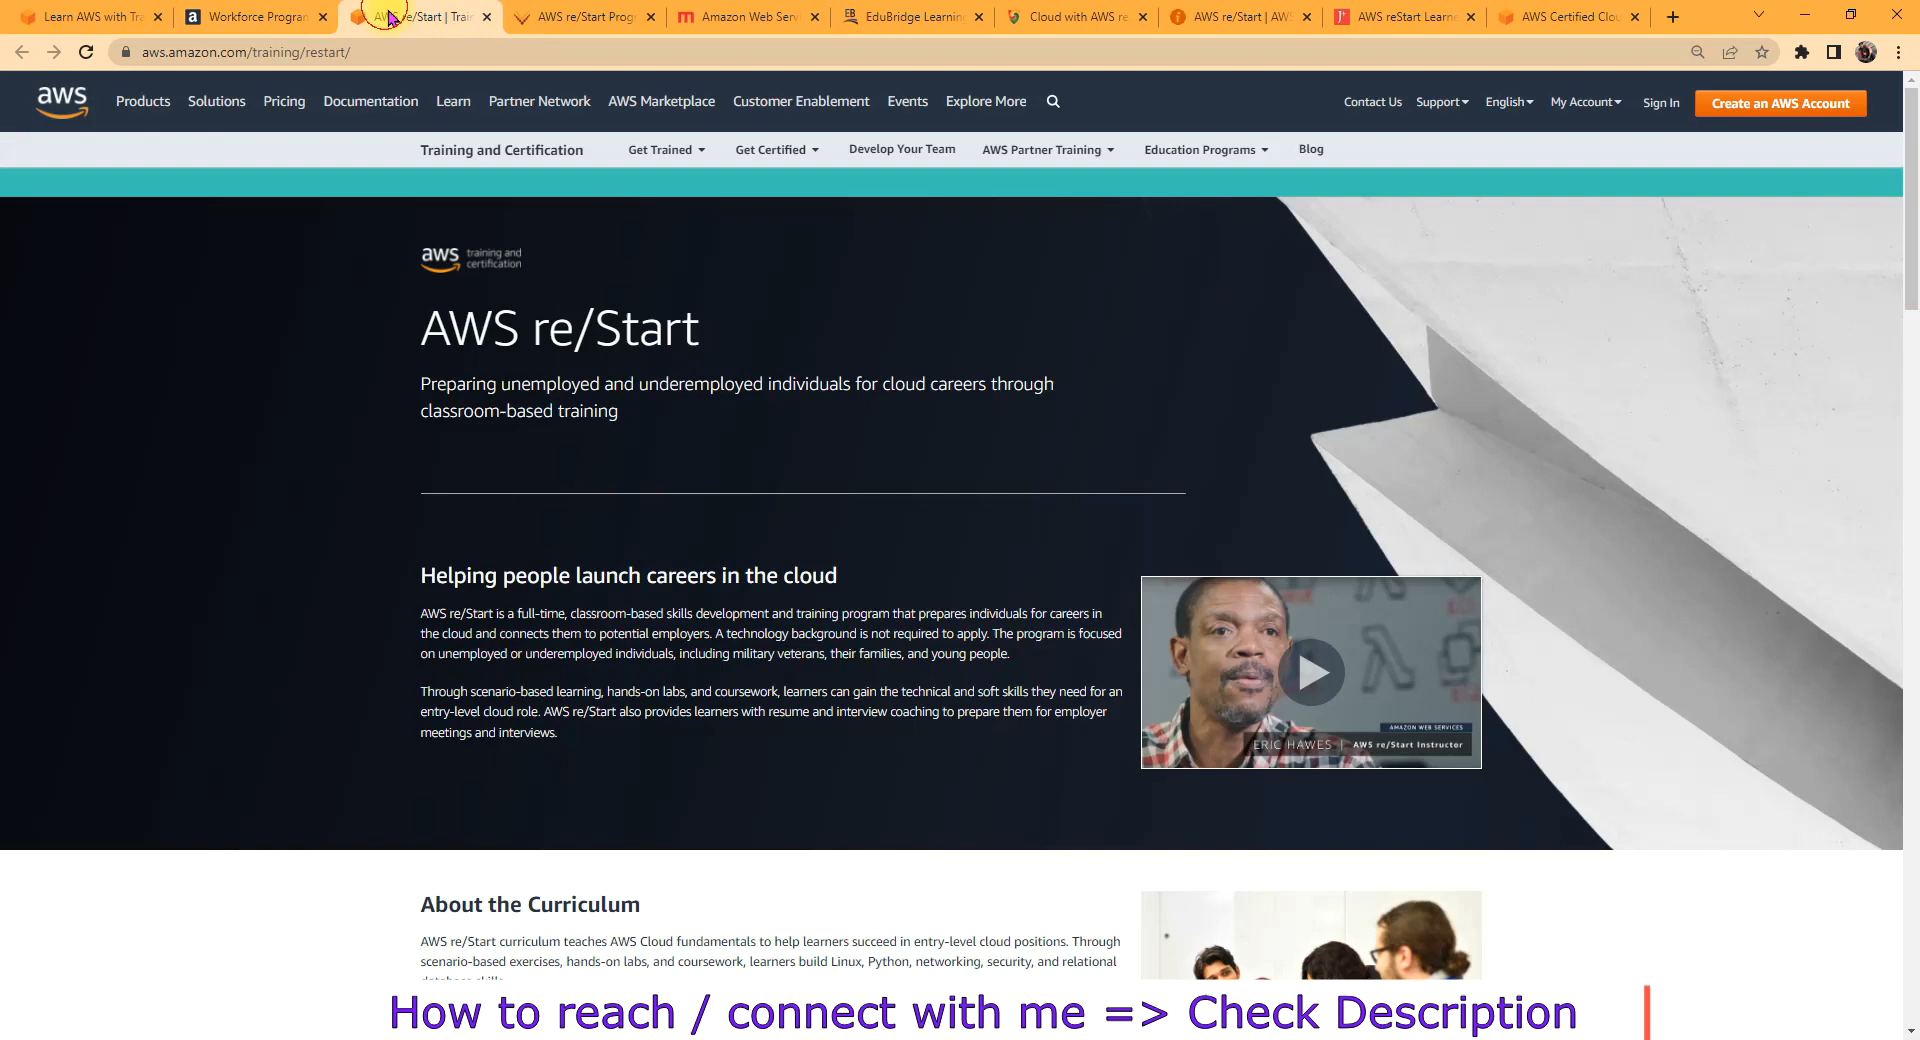 Learn AWS with Tra
Workforce Program
AWS re/Start | Train
AWS re/Start Prog
Amazon Web Serv
EduBridge Learning
Cloud with AWS re
AWS re/Start | AWS
AWS reStart Learne
AWS Certified Clou
aws.amazon.com/training/restart/
aws
Products
Solutions
Pricing
Documentation
Learn
Partner Network
AWS Marketplace
Customer Enablement
Events
Explore More
Contact Us
Support
English
My Account
Sign In
Create an AWS Account
Training and Certification
Get Trained
Get Certified
Develop Your Team
AWS Partner Training
Education Programs
Blog
aws training and
certification
AWS re/Start
Preparing unemployed and underemployed individuals for cloud careers through
classroom-based training
Helping people launch careers in the cloud
AWS re/Start is a full-time, classroom-based skills development and training program that prepares individuals for careers in
the cloud and connects them to potential employers. A technology background is not required to apply. The program is focused
on unemployed or underemployed individuals, including military veterans, their families, and young people.
Through scenario-based learning, hands-on labs, and coursework, learners can gain the technical and soft skills they need for an
entry-level cloud role. AWS re/Start also provides learners with resume and interview coaching to prepare them for employer
meetings and interviews.
AMAZON WEB SERVICES
ERIC HAWES | AWS re/Start Instructor
About the Curriculum
AWS re/Start curriculum teaches AWS Cloud fundamentals to help learners succeed in entry-level cloud positions. Through
scenario-based exercises, hands-on labs, and coursework, learners build Linux, Python, networking, security, and relational
How to reach / connect with me => Check Description